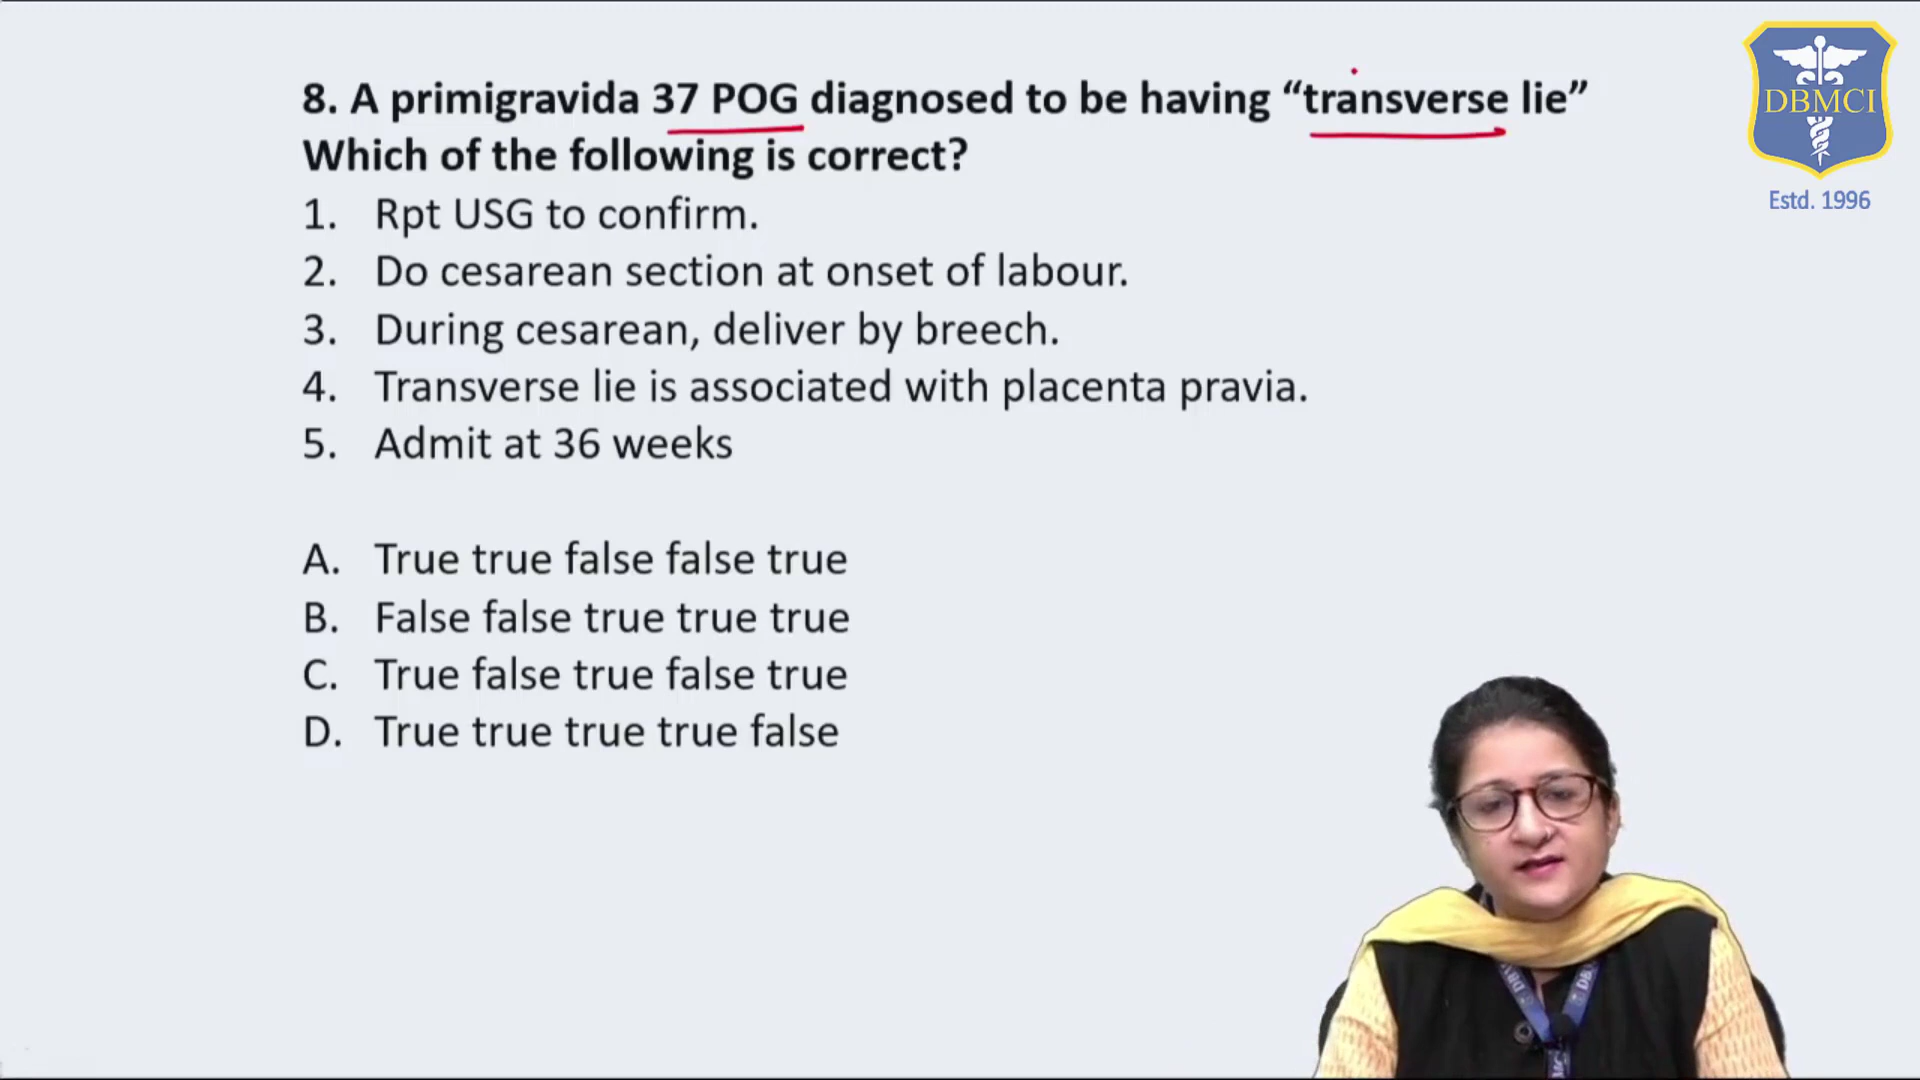 8. A primigravida 37 POG diagnosed to be having “transverse lie”
Which of the following is correct?
1. Rpt USG to confirm.
2. Do cesarean section at onset of labour.
3. During cesarean, deliver by breech.
4. Transverse lie is associated with placenta pravia.
5. Admit at 36 weeks
A. True true false false true
B. False false true true true
C. True false true false true
D. True true true true false
DBMCI
Estd. 1996